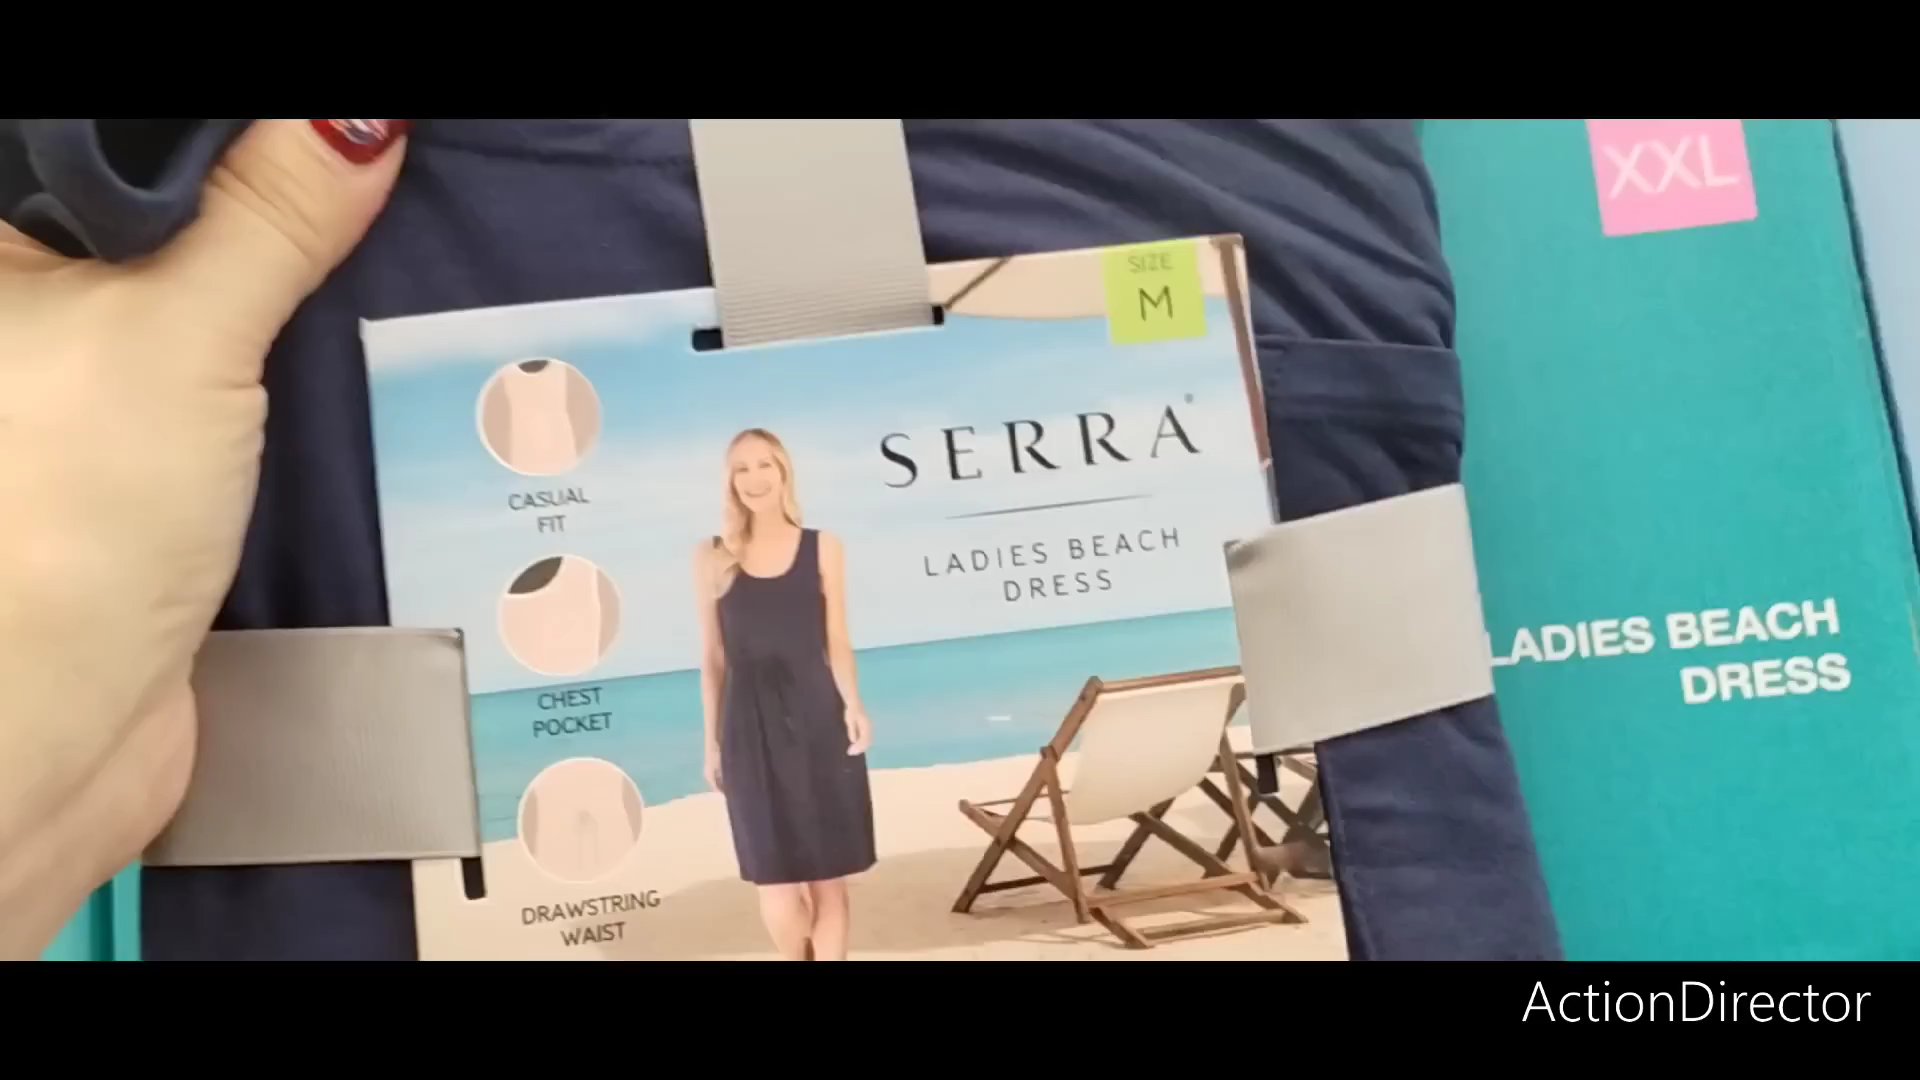 XXL
SIZE
M
SERRA®
LADIES BEACH
DRESS
CASUAL
FIT
CHEST
POCKET
DRAWSTRING
WAIST
LADIES BEACH
DRESS
ActionDirector